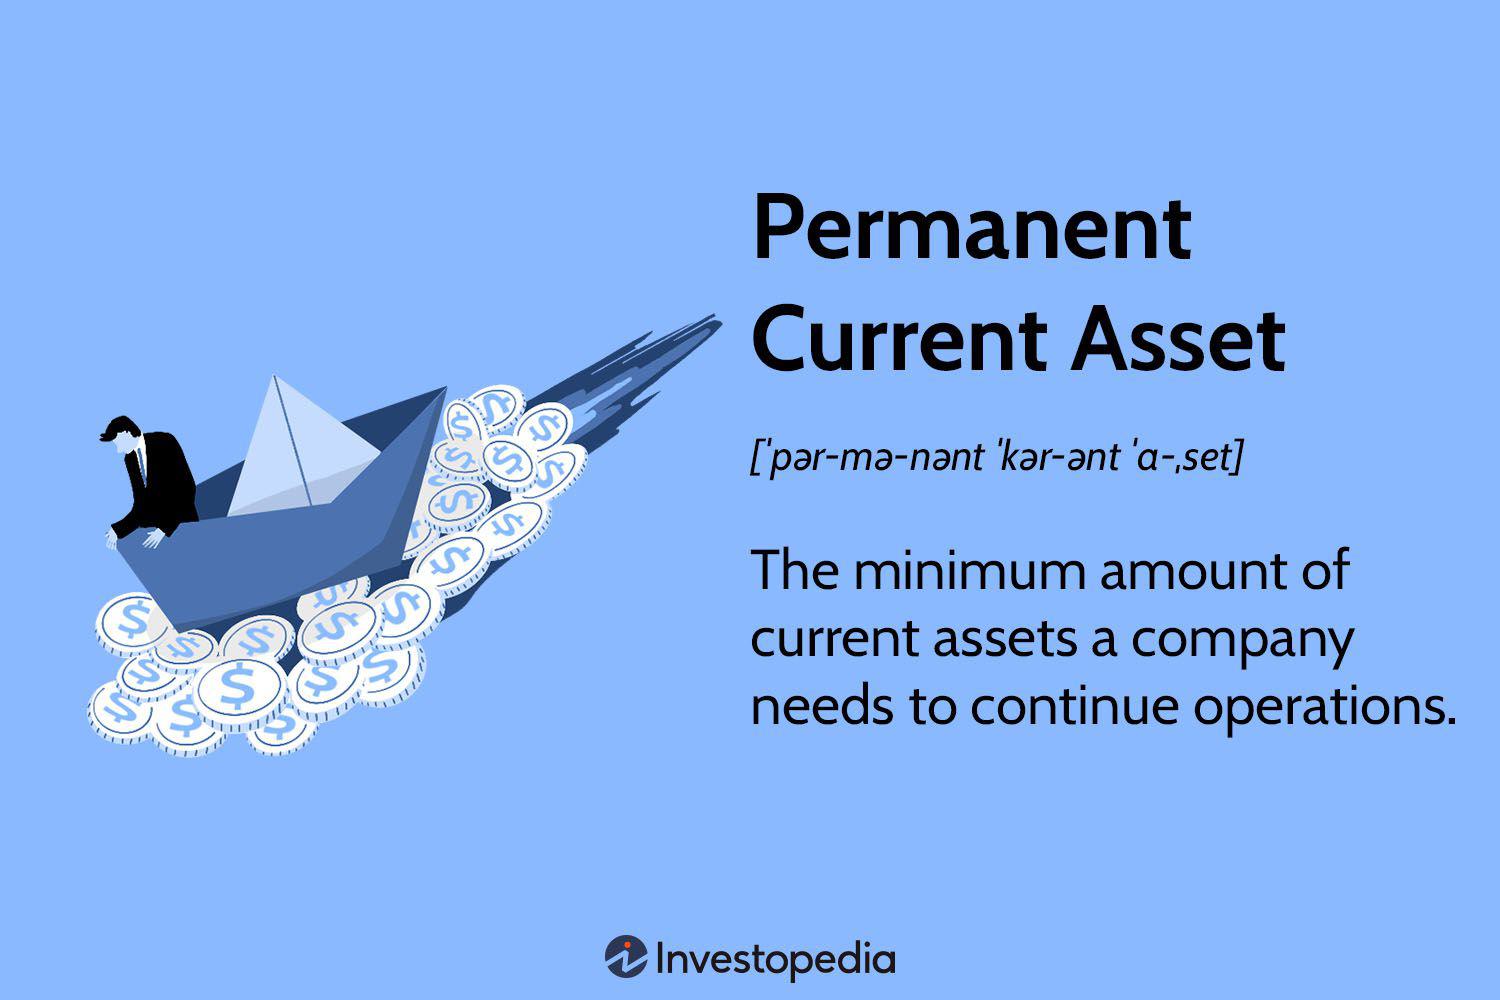 Permanent
Current Asset
[ˈpər-mə-nənt ˈkər-ənt ˈɑ-ˌset]
The minimum amount of
current assets a company
needs to continue operations.
$ $ $ $ $ $ $ $ $ $ $ $ $ $ $ $ $ $ $ $
Investopedia